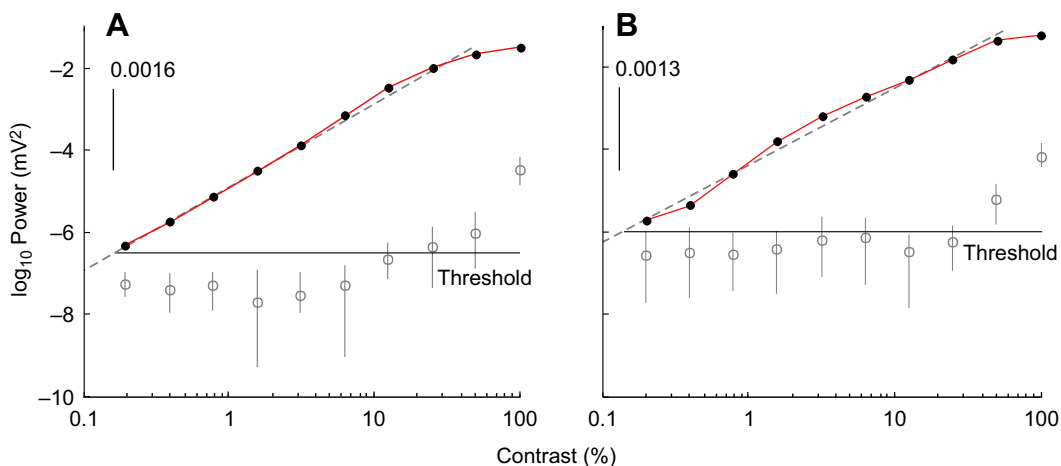 A
B
0.0016
0.0013
−2
−4
−6
−8
−10
log10 Power (mV2)
Threshold
Threshold
0.1
1
10
100
0.1
1
10
100
Contrast (%)